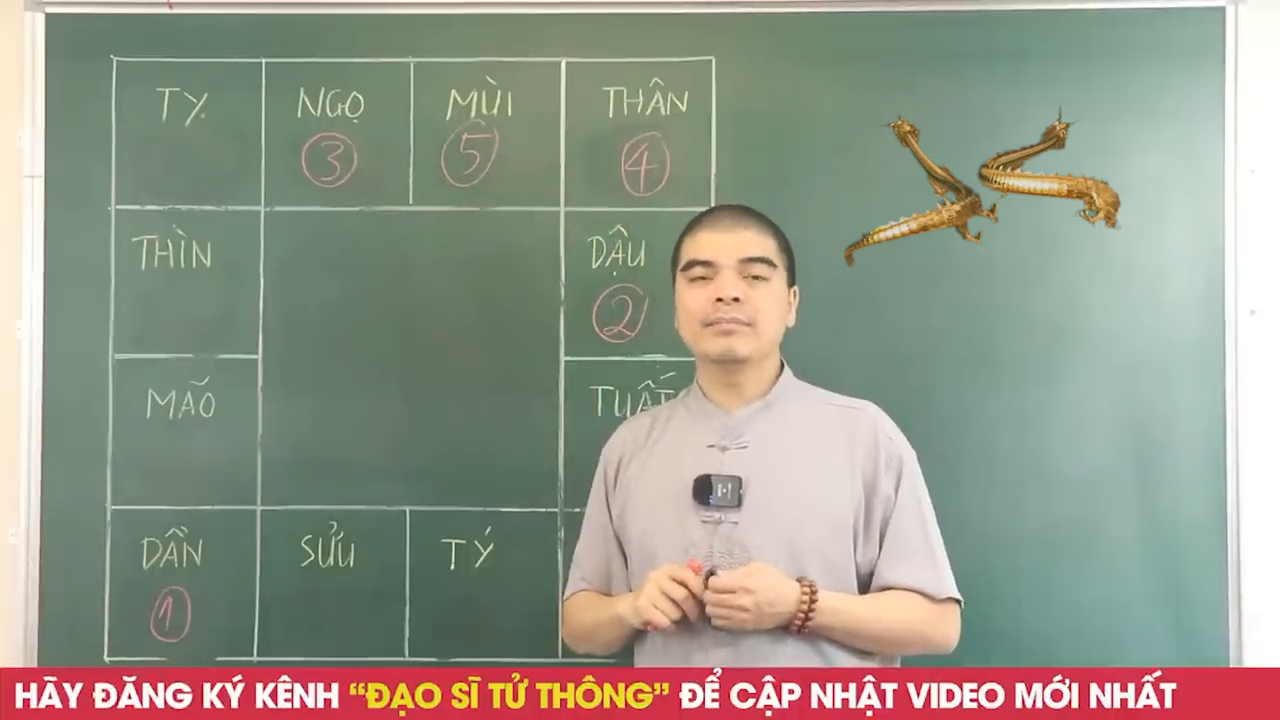 TỴ
NGỌ
MÙI
THÂN
3
5
4
THÌN
DẬU
2
MÃO
TUẤT
DẦN
SỬU
TÝ
1
HÃY ĐĂNG KÝ KÊNH “ĐẠO SĨ TỬ THÔNG” ĐỂ CẬP NHẬT VIDEO MỚI NHẤT